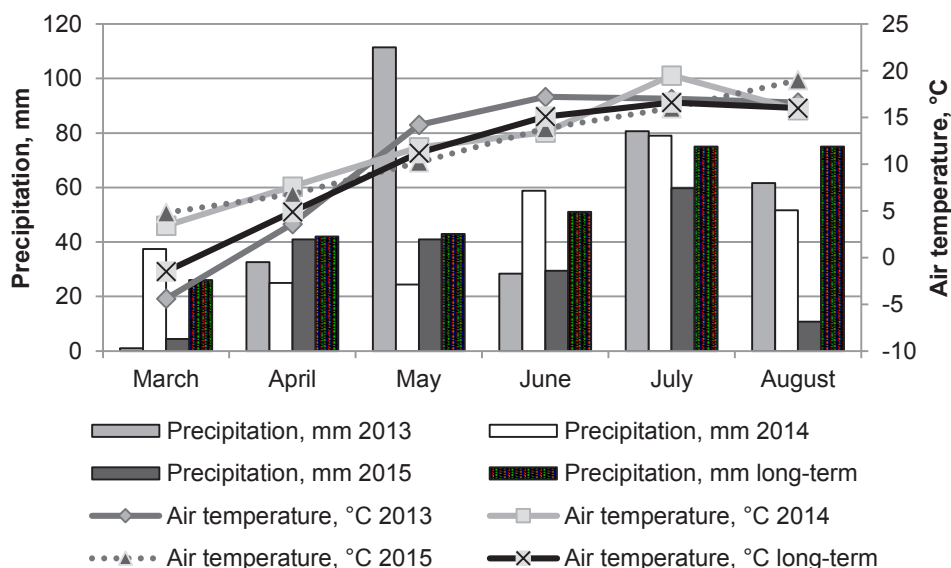 Precipitation, mm
120
100
80
60
40
20
0
25
20
15
10
5
0
-5
-10
Air temperature, °C
March April May June July August
Precipitation, mm 2013 Precipitation, mm 2014
Precipitation, mm 2015 Precipitation, mm long-term
Air temperature, °C 2013 Air temperature, °C 2014
Air temperature, °C 2015 Air temperature, °C long-term